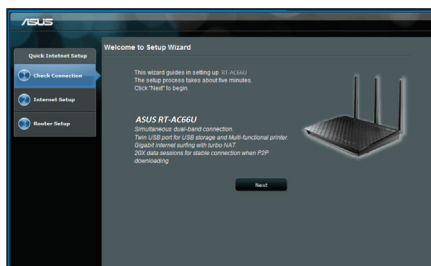 ASUS
Quick Internet Setup
Check Connection
Internet Setup
Router Setup
Welcome to Setup Wizard
This wizard guides in setting up RT-AC66U
The setup process takes about five minutes.
Click "Next" to begin.
ASUS RT-AC66U
Simultaneous dual-band connection.
Twin USB port for USB storage and Multi-functional printer.
Gigabit internet surfing with turbo NAT.
20X data sessions for stable connection when P2P
downloading
Next